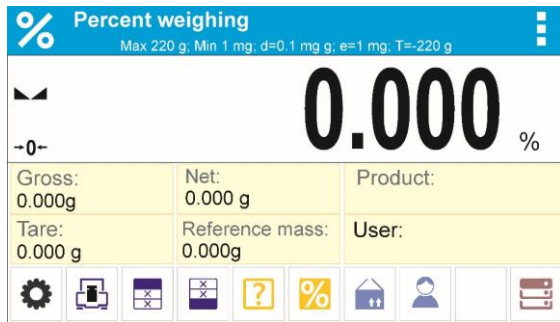 % Percent weighing
Max 220 g; Min 1 mg; d=0.1 mg g; e=1 mg; T=-220 g
0.000 %
→0←
Gross:
0.000g
Net:
0.000 g
Product:
Tare:
0.000 g
Reference mass:
0.000g
User:
? %